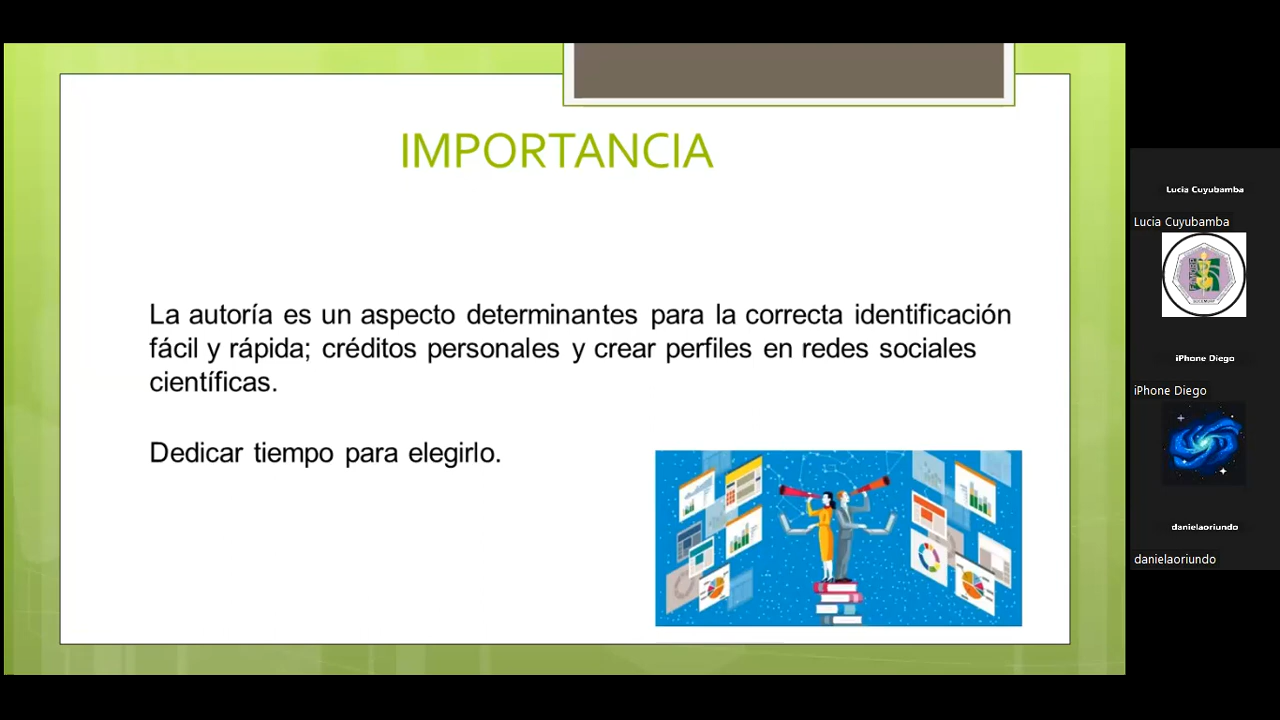 IMPORTANCIA
La autoría es un aspecto determinantes para la correcta identificación
fácil y rápida; créditos personales y crear perfiles en redes sociales
científicas.
Dedicar tiempo para elegirlo.
Lucia Cuyubamba
Lucia Cuyubamba
iPhone Diego
iPhone Diego
danielaoriundo
danielaoriundo